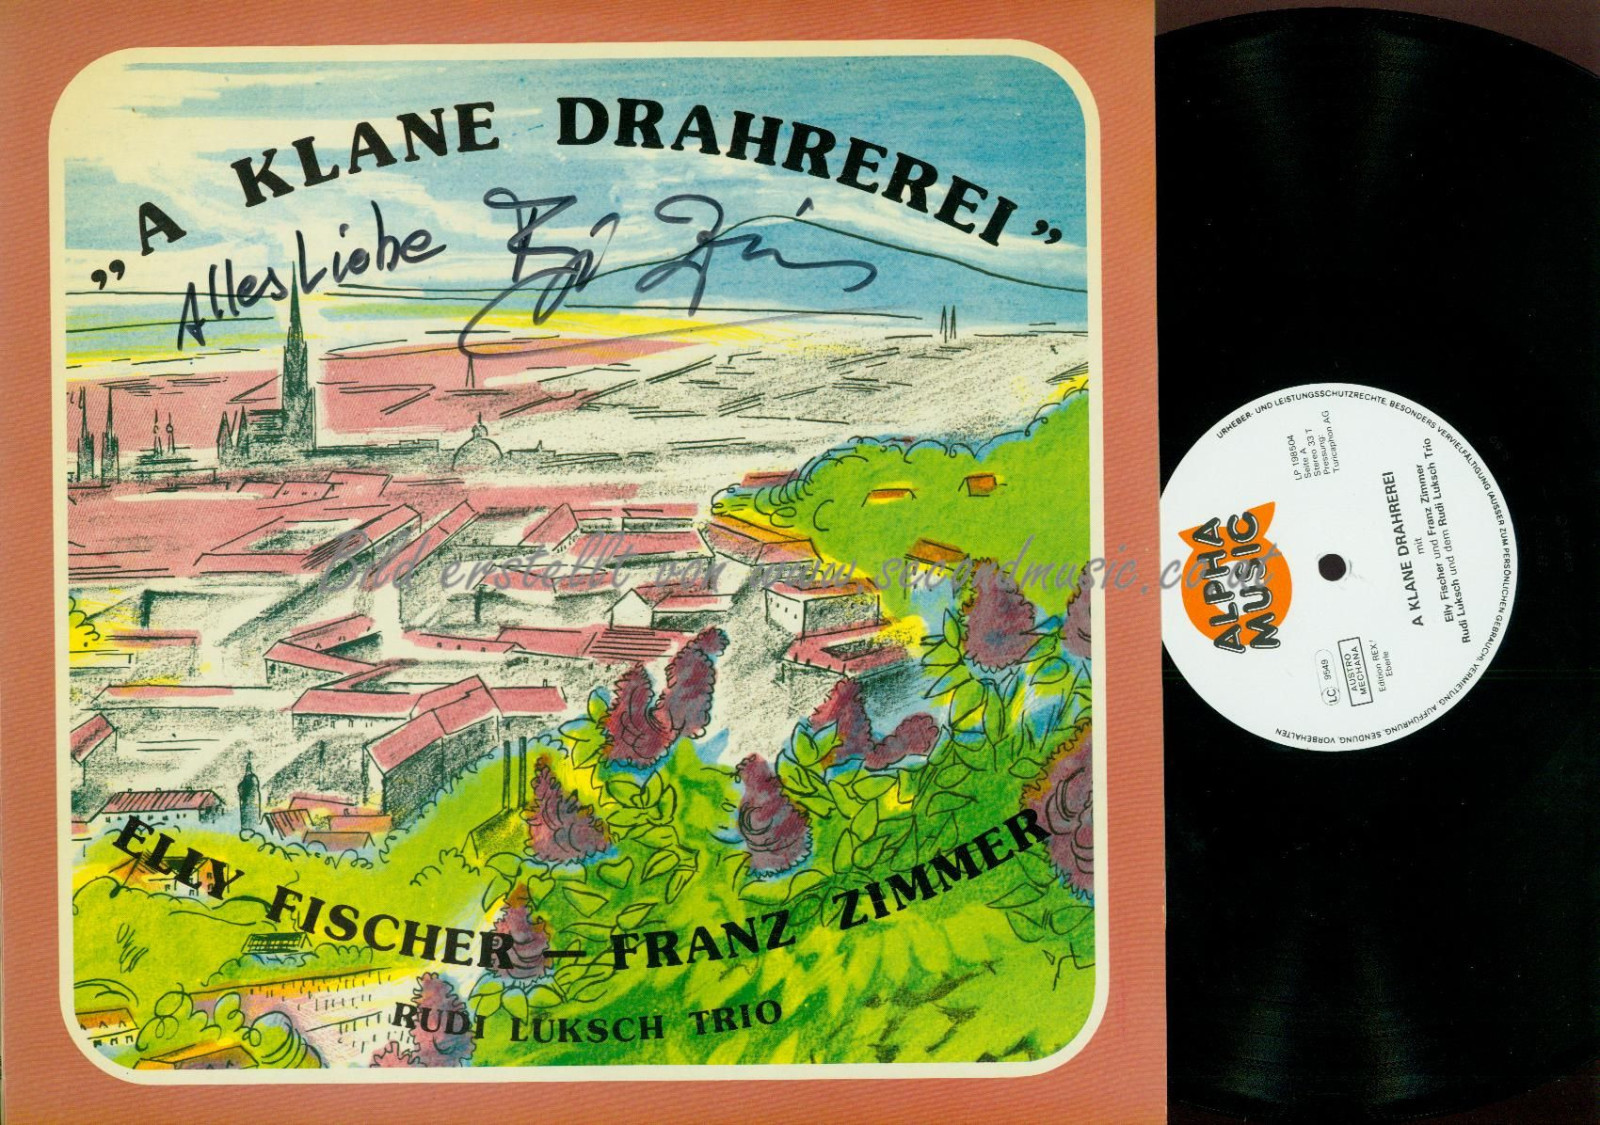 „A KLANE DRAHREREI”
Alles Liebe
ELLY FISCHER — FRANZ ZIMMER
RUDI LUKSCH TRIO
Bild erstellt von www.secondmusic.co.at
URHEBER- UND LEISTUNGSSCHUTZRECHTE, BESONDERS VERVIELFÄLTIGUNG (AUSSER ZUM PERSÖNLICHEN GEBRAUCH), VERMIETUNG, AUFFÜHRUNG, SENDUNG, VORBEHALTEN
ALPHA
MUSIC
LP 198504
Seite A
Stereo 33 T
Pressung:
Turicaphon AG
LC 9549
AUSTRO
MECHANA
Edition REX¹
Eberle
A KLANE DRAHREREI
mit
Elly Fischer und Franz Zimmer
Rudi Luksch und dem Rudi Luksch Trio